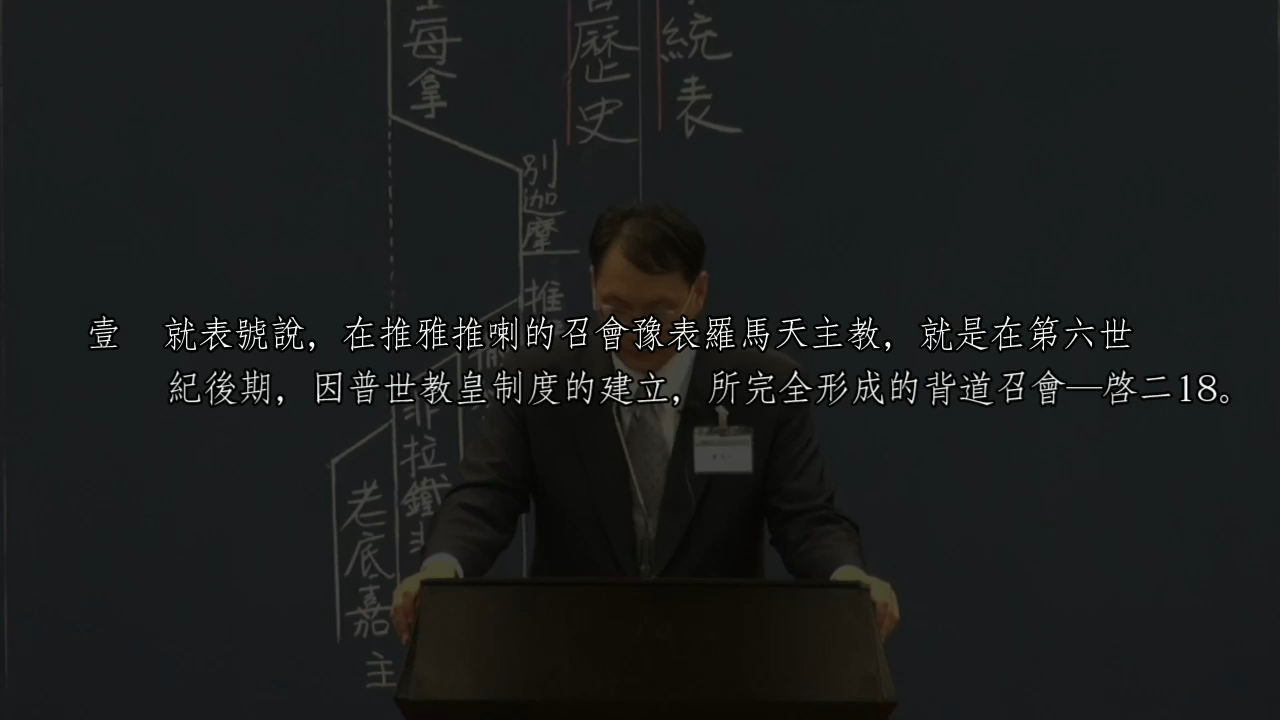 統表
歷史
每拿
別迦摩
推
壹 就表號說，在推雅推喇的召會豫表羅馬天主教，就是在第六世
紀後期，因普世教皇制度的建立，所完全形成的背道召會—啓二18。
非拉鐵
老底嘉
主